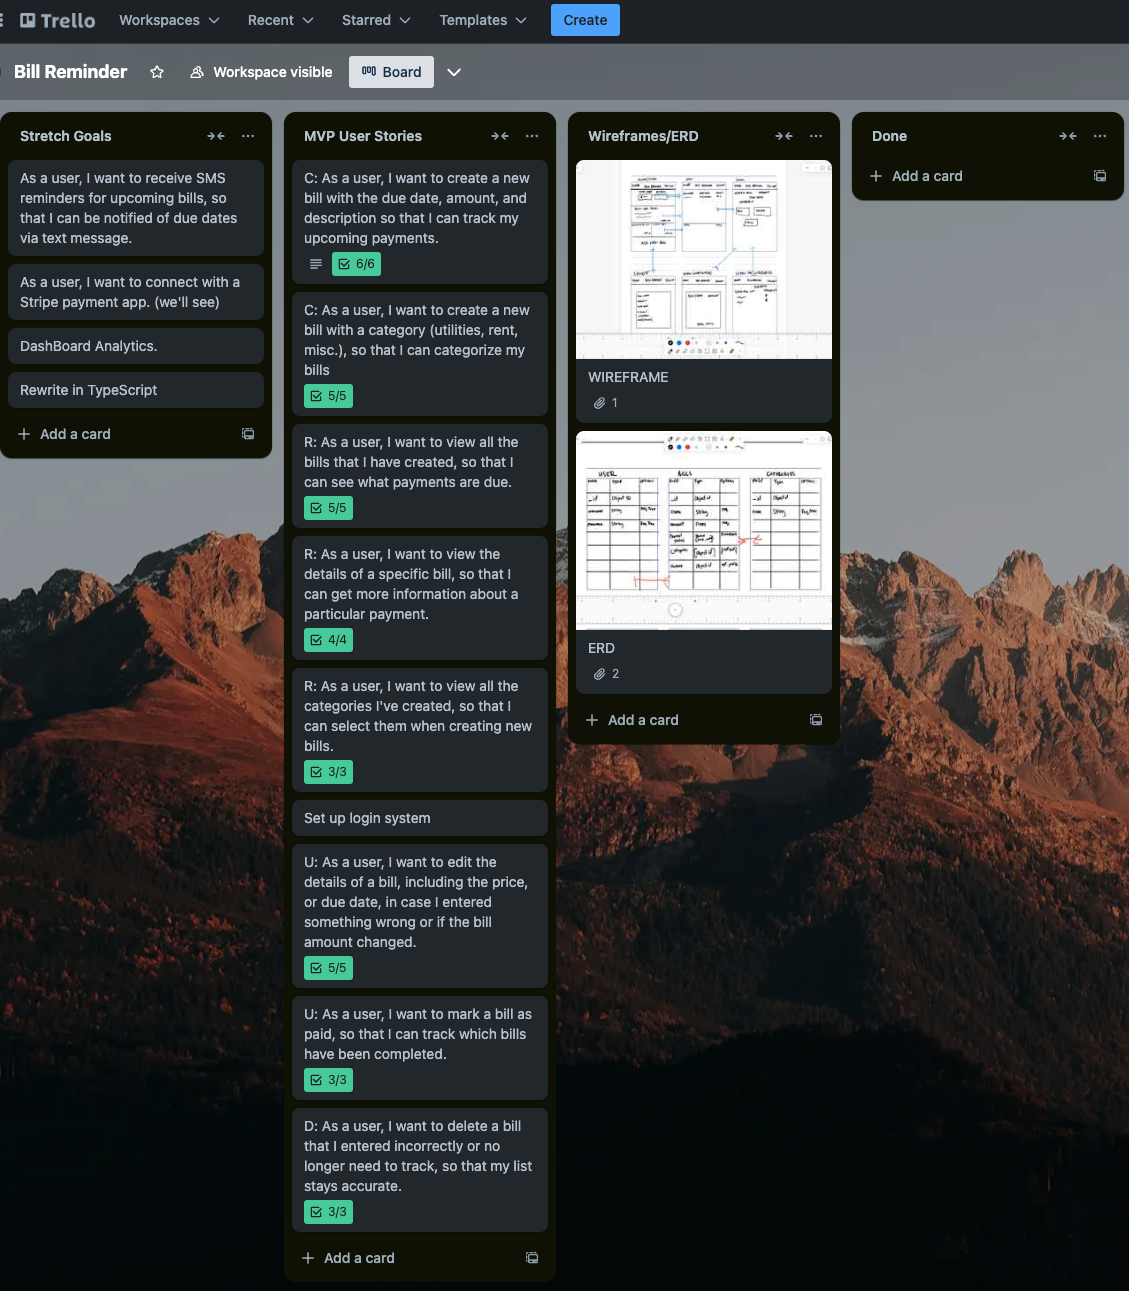 Trello
Workspaces
Recent
Starred
Templates
Create
Bill Reminder
Workspace visible
Board
Stretch Goals
As a user, I want to receive SMS
reminders for upcoming bills, so
that I can be notified of due dates
via text message.
As a user, I want to connect with a
Stripe payment app. (we'll see)
DashBoard Analytics.
Rewrite in TypeScript
Add a card
MVP User Stories
C: As a user, I want to create a new
bill with the due date, amount, and
description so that I can track my
upcoming payments.
6/6
C: As a user, I want to create a new
bill with a category (utilities, rent,
misc.), so that I can categorize my
bills
5/5
R: As a user, I want to view all the
bills that I have created, so that I
can see what payments are due.
5/5
R: As a user, I want to view the
details of a specific bill, so that I
can get more information about a
particular payment.
4/4
R: As a user, I want to view all the
categories I've created, so that I
can select them when creating new
bills.
3/3
Set up login system
U: As a user, I want to edit the
details of a bill, including the price,
or due date, in case I entered
something wrong or if the bill
amount changed.
5/5
U: As a user, I want to mark a bill as
paid, so that I can track which bills
have been completed.
3/3
D: As a user, I want to delete a bill
that I entered incorrectly or no
longer need to track, so that my list
stays accurate.
3/3
Add a card
Wireframes/ERD
WIREFRAME
1
USER
BILLS
ERD
2
Add a card
Done
Add a card